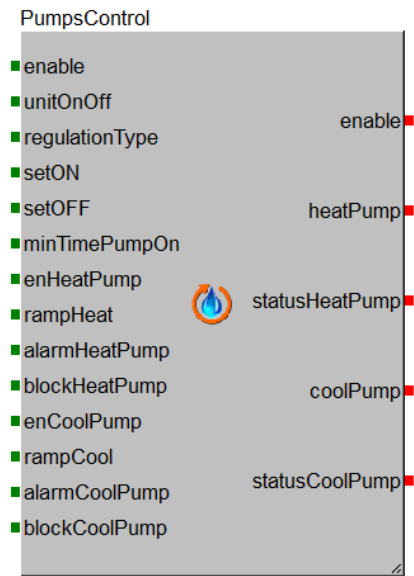 PumpsControl
enable
unitOnOff
regulationType
setON
setOFF
minTimePumpOn
enHeatPump
rampHeat
alarmHeatPump
blockHeatPump
enCoolPump
rampCool
alarmCoolPump
blockCoolPump
enable
heatPump
statusHeatPump
coolPump
statusCoolPump